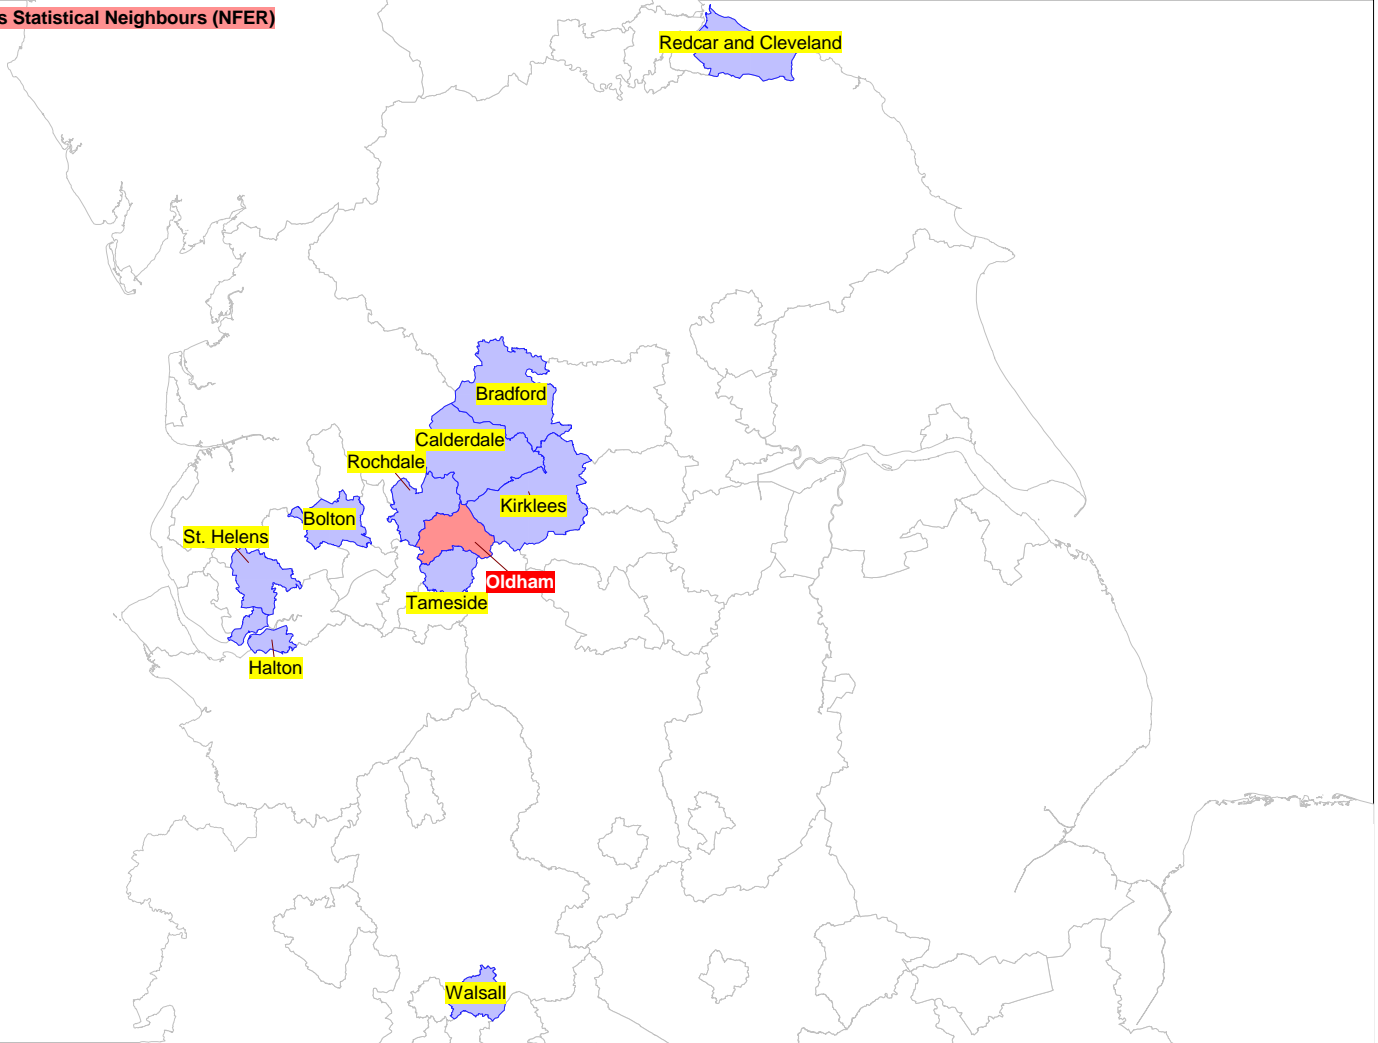 s Statistical Neighbours (NFER)
Redcar and Cleveland
Bradford
Calderdale
Rochdale
Kirklees
Bolton
St. Helens
Oldham
Tameside
Halton
Walsall